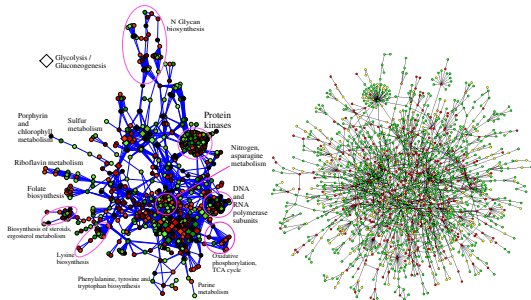 N Glycan
biosynthesis
Glycolysis /
Gluconeogenesis
Porphyrin
and
chlorophyll
metabolism
Sulfur
metabolism
Protein
kinases
Nitrogen,
asparagine
metabolism
Riboflavin metabolism
Folate
biosynthesis
DNA
and
RNA
polymerase
subunits
Biosynthesis of steroids,
ergosterol metabolism
Lysine
biosynthesis
Oxidative
phosphorylation,
TCA cycle
Phenylalanine, tyrosine and
tryptophan biosynthesis
Purine
metabolism